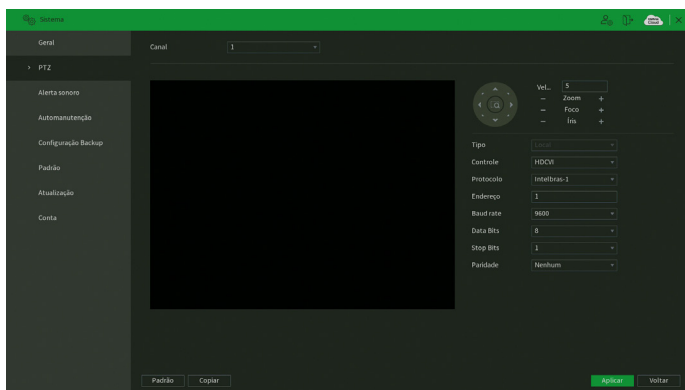 Sistema
Geral
> PTZ
Alerta sonoro
Automanutenção
Configuração Backup
Padrão
Atualização
Conta
Canal 1
Vel... 5
− Zoom +
− Foco +
− Íris +
Tipo Local
Controle HDCVI
Protocolo Intelbras-1
Endereço 1
Baud rate 9600
Data Bits 8
Stop Bits 1
Paridade Nenhum
Padrão Copiar Aplicar Voltar